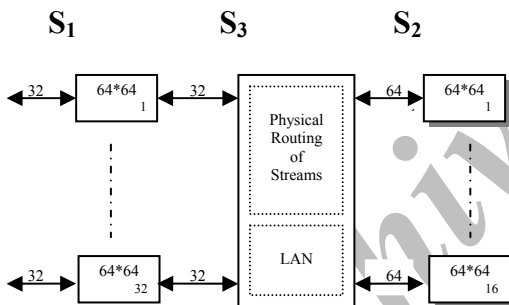 S1 S3 S2
32 64*64 32 64 64*64
1 1
Physical
Routing
of
Streams
LAN
32 64*64 32 64 64*64
32 16